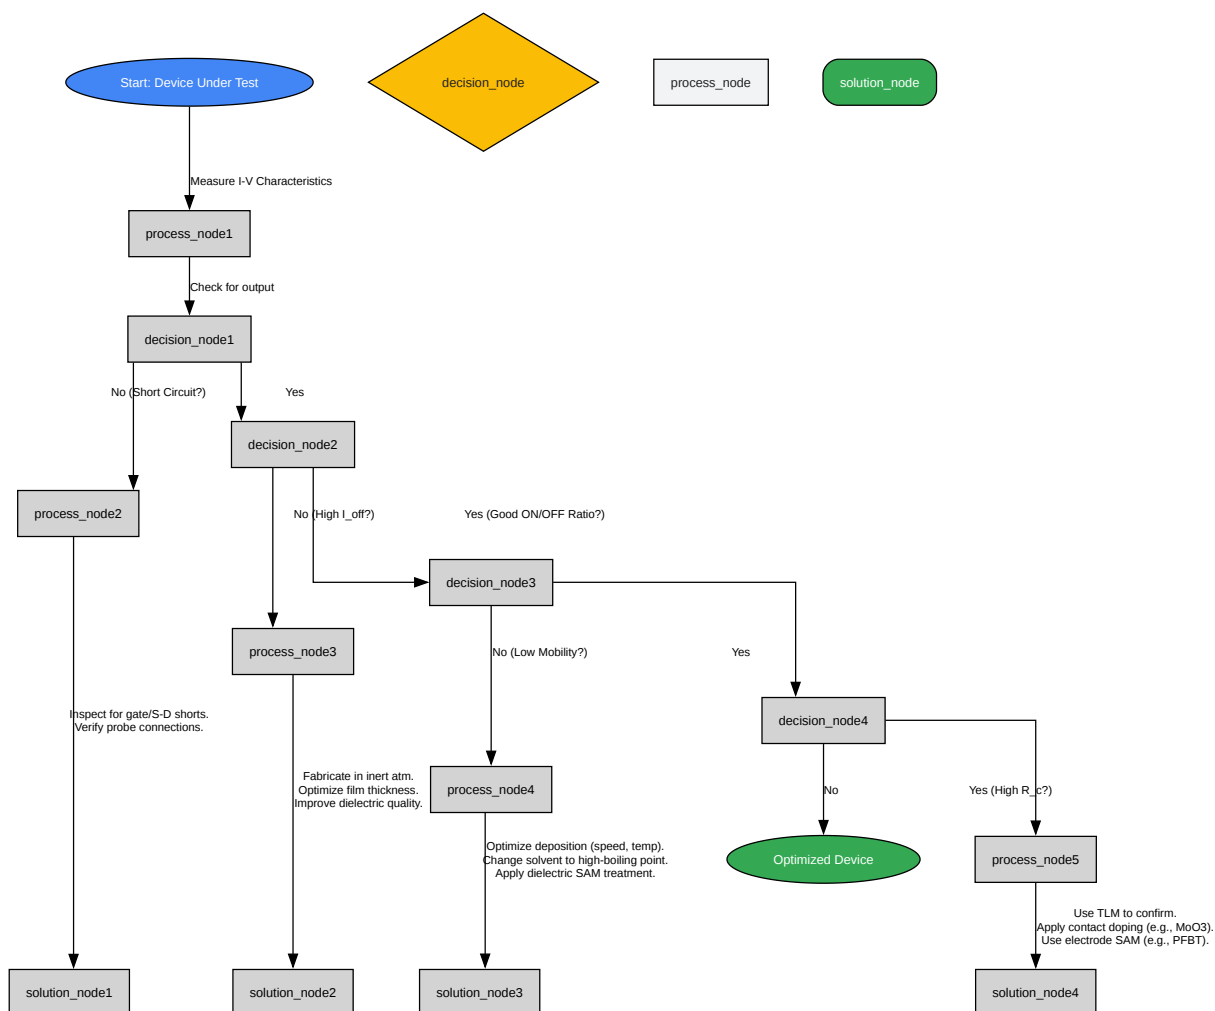 Start: Device Under Test
decision_node
process_node
solution_node
Measure I-V Characteristics
process_node1
Check for output
decision_node1
No (Short Circuit?)
Yes
decision_node2
process_node2
No (High I_off?)
Yes (Good ON/OFF Ratio?)
decision_node3
process_node3
No (Low Mobility?)
Yes
Inspect for gate/S-D shorts.
Verify probe connections.
decision_node4
Fabricate in inert atm.
Optimize film thickness.
Improve dielectric quality.
process_node4
No
Yes (High R_c?)
Optimize deposition (speed, temp).
Change solvent to high-boiling point.
Apply dielectric SAM treatment.
Optimized Device
process_node5
Use TLM to confirm.
Apply contact doping (e.g., MoO3).
Use electrode SAM (e.g., PFBT).
solution_node1
solution_node2
solution_node3
solution_node4